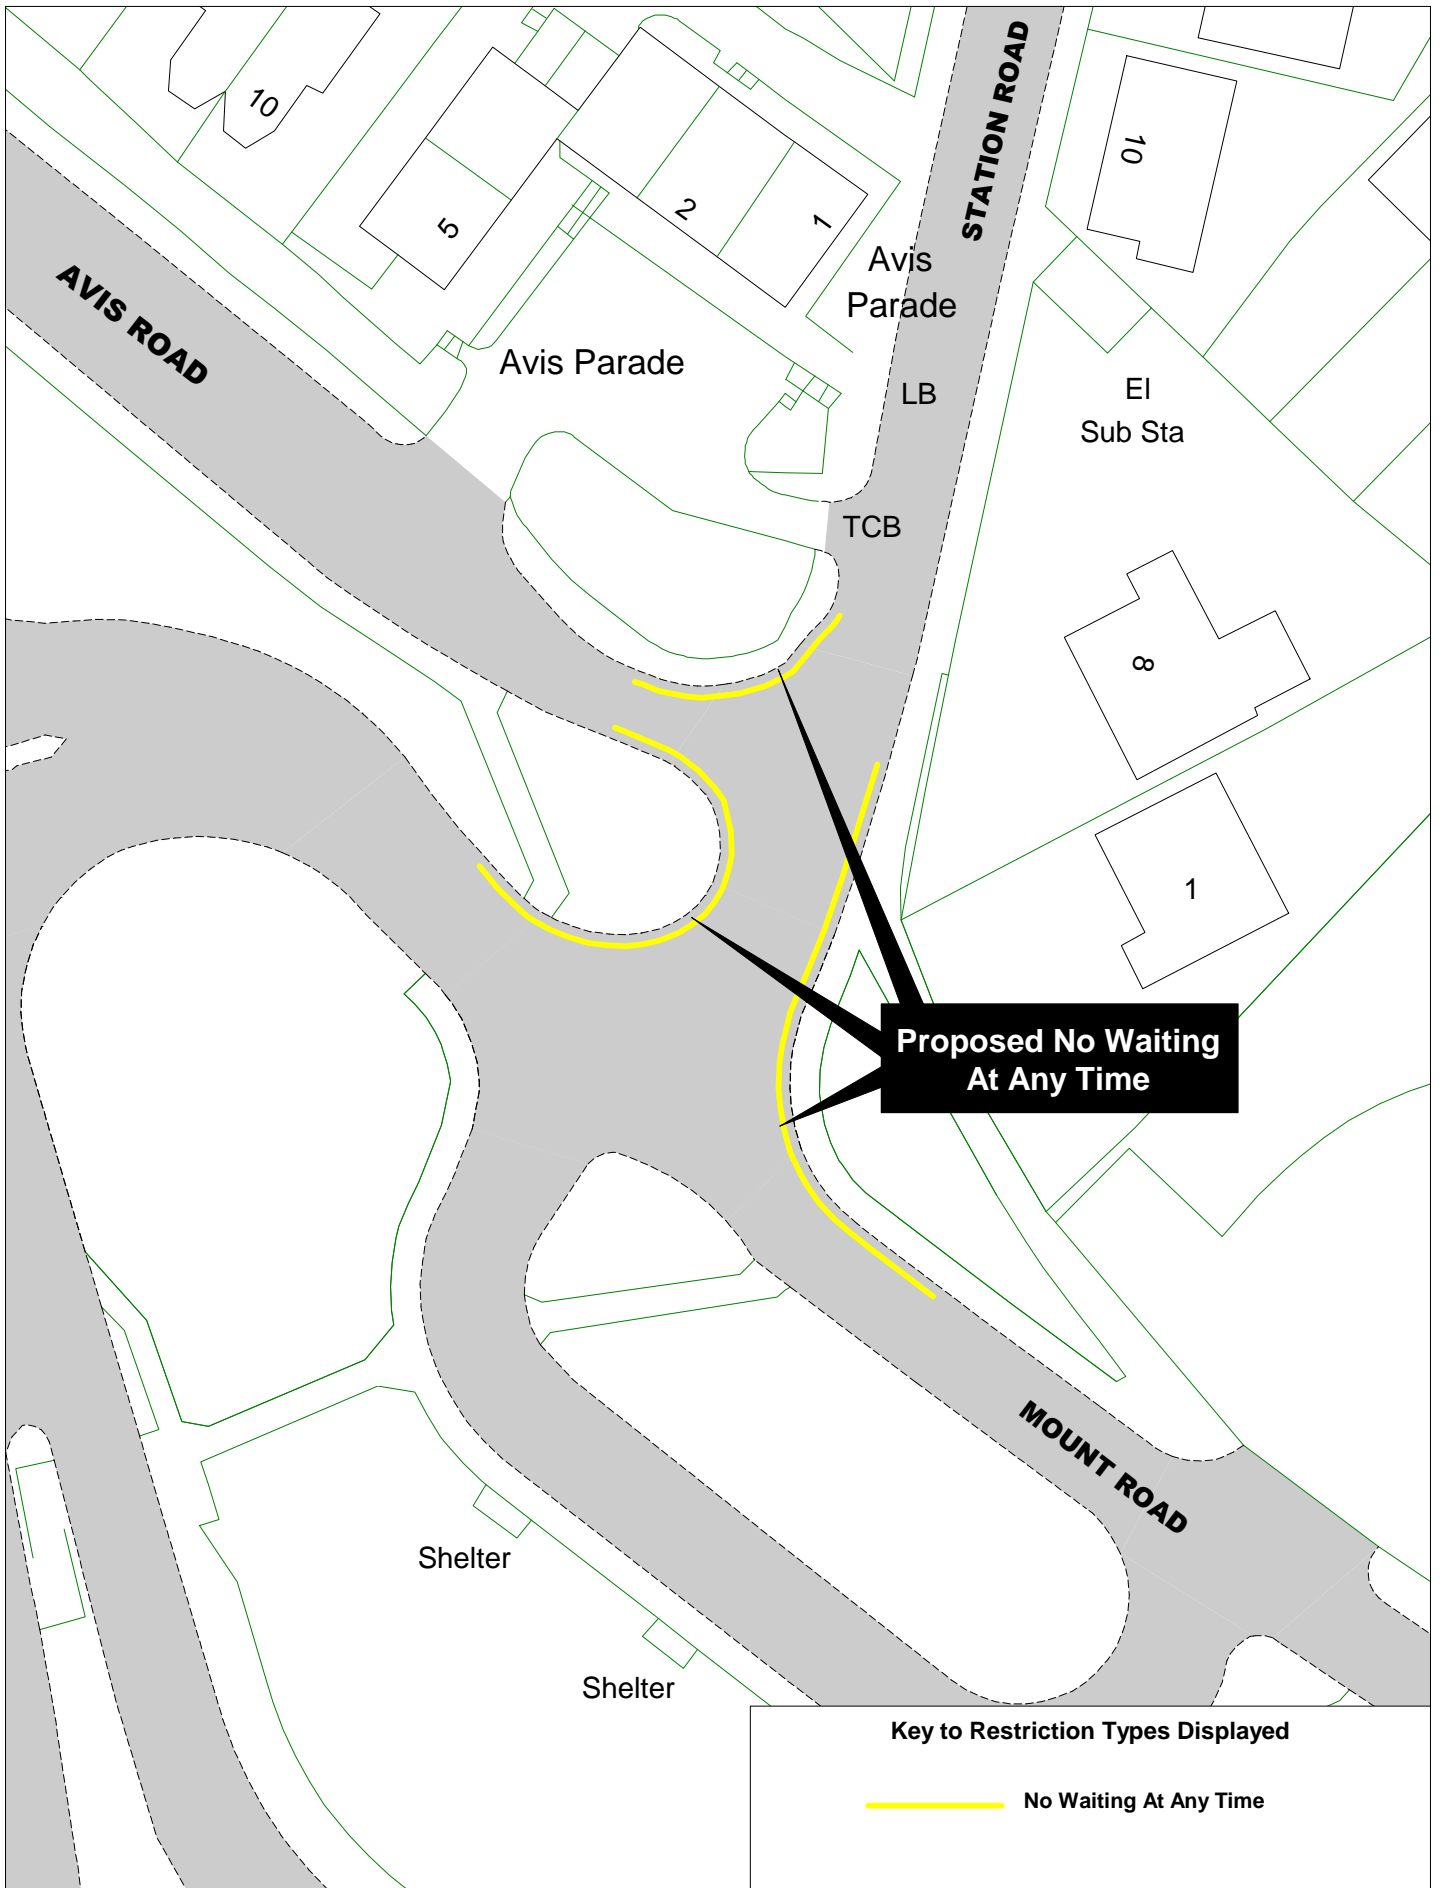 STATION ROAD
10
10
5
2
1
Avis
Parade
AVIS ROAD
Avis Parade
LB
El
Sub Sta
TCB
8
1
Proposed No Waiting
At Any Time
MOUNT ROAD
Shelter
Shelter
Key to Restriction Types Displayed
No Waiting At Any Time